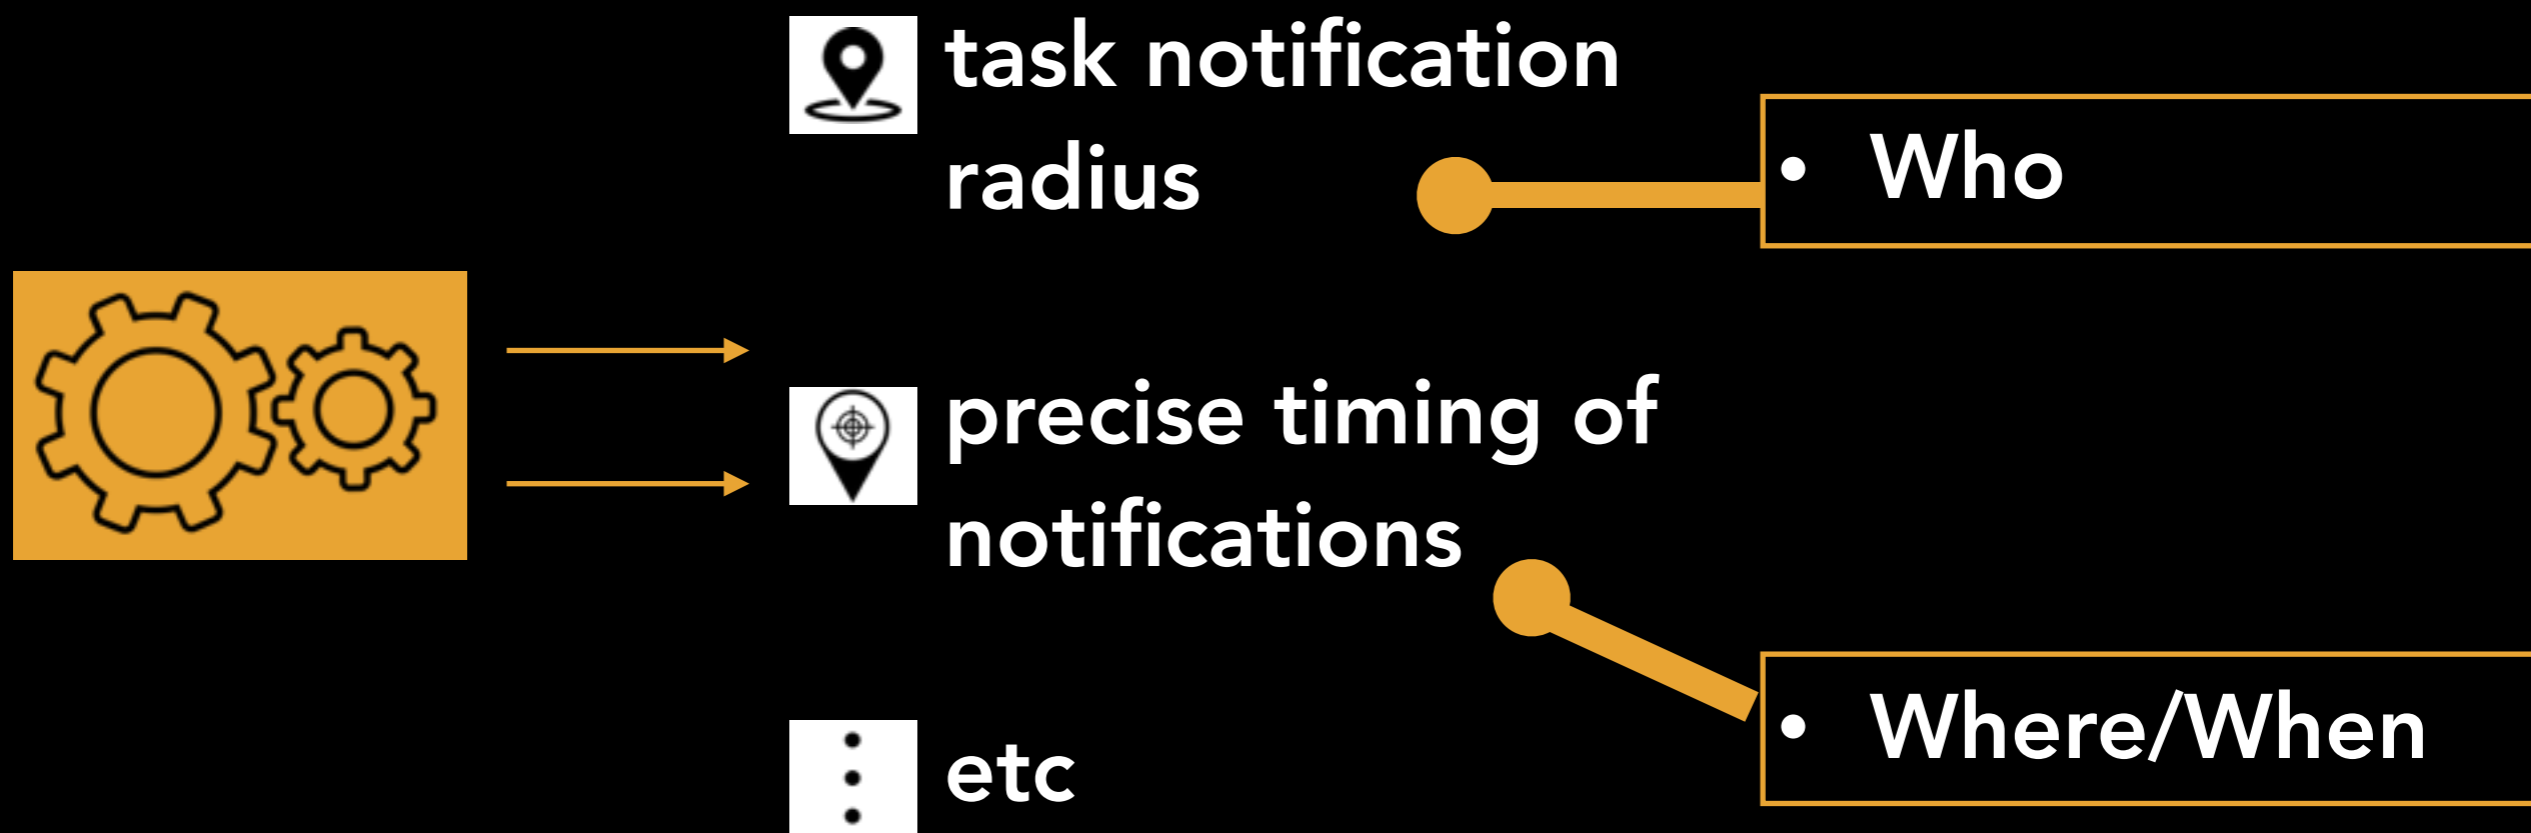 task notification
radius
• Who
precise timing of
notifications
• Where/When
etc